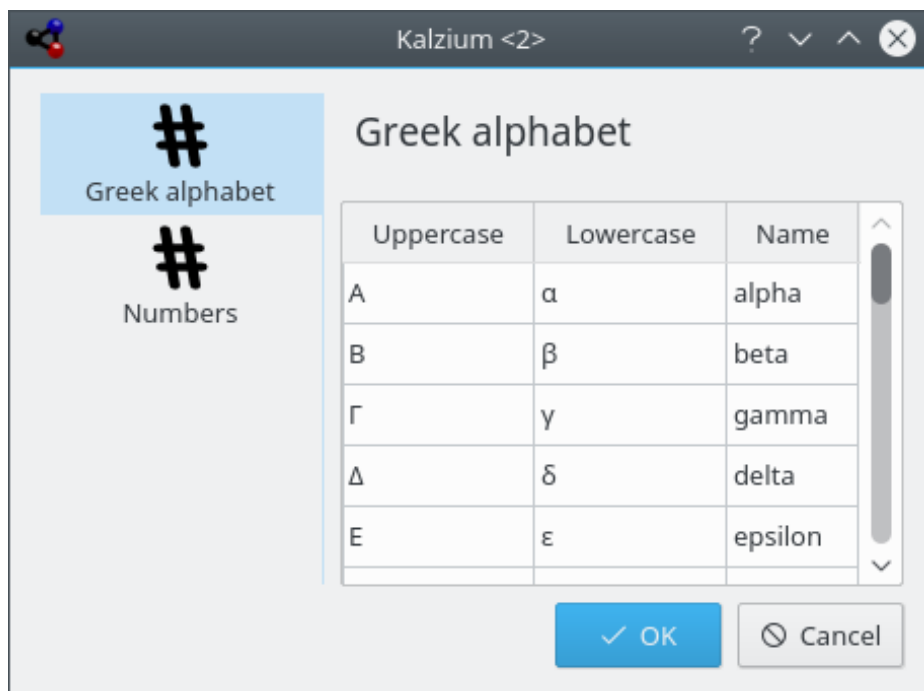 Kalzium <2>
Greek alphabet
Numbers
Greek alphabet
Uppercase Lowercase Name
Α α alpha
Β β beta
Γ γ gamma
Δ δ delta
Ε ε epsilon
OK Cancel